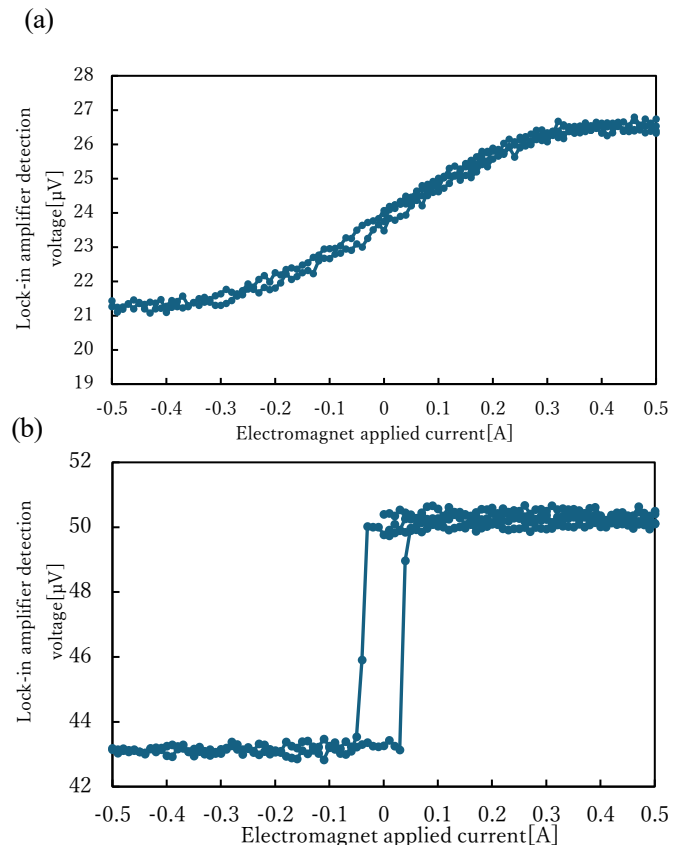 (a)
28
27
26
25
24
23
22
21
20
19
Lock-in amplifier detection
voltage[μV]
-0.5 -0.4 -0.3 -0.2 -0.1 0 0.1 0.2 0.3 0.4 0.5
Electromagnet applied current[A]
(b)
52
50
48
46
44
42
Lock-in amplifier detection
voltage[μV]
-0.5 -0.4 -0.3 -0.2 -0.1 0 0.1 0.2 0.3 0.4 0.5
Electromagnet applied current[A]